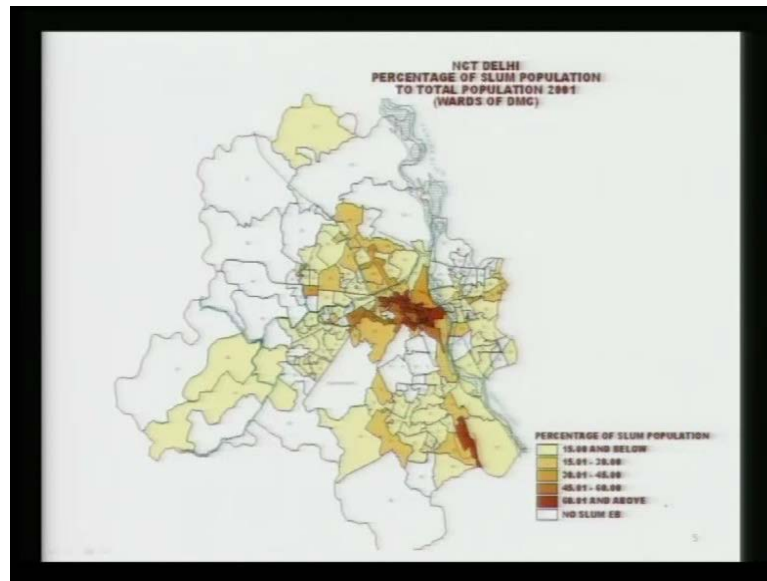 NCT DELHI
PERCENTAGE OF SLUM POPULATION
TO TOTAL POPULATION 2001
(WARDS OF DMC)
PERCENTAGE OF SLUM POPULATION
15.00 AND BELOW
15.01 - 30.00
30.01 - 45.00
45.01 - 60.00
60.01 AND ABOVE
NO SLUM EB
5